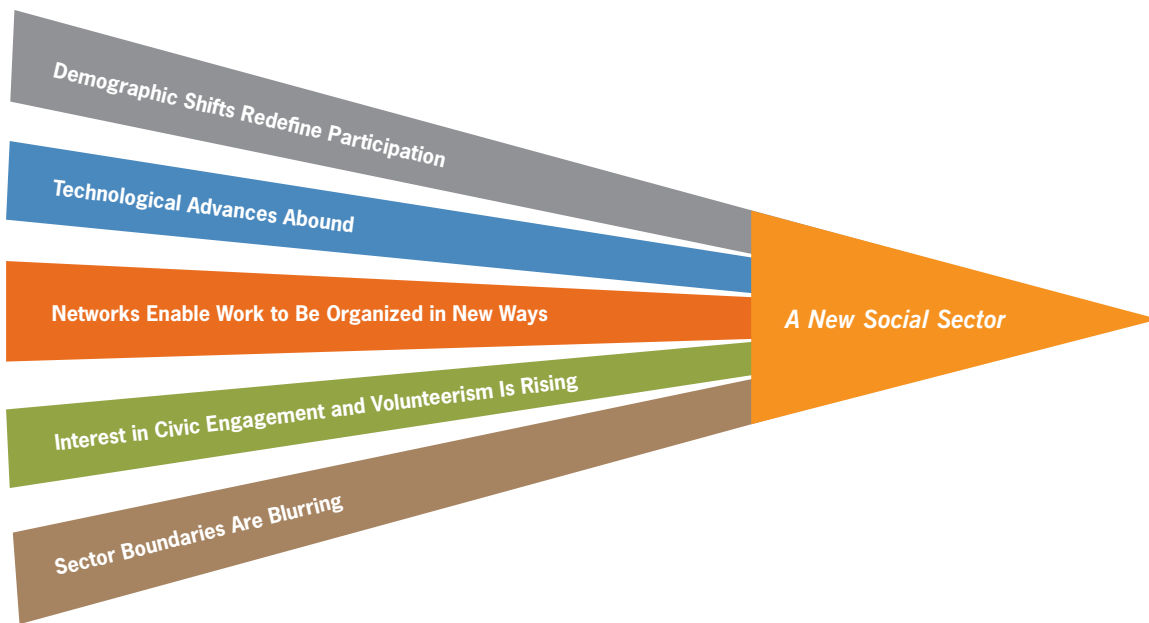 Demographic Shifts Redefine Participation
Technological Advances Abound
Networks Enable Work to Be Organized in New Ways
A New Social Sector
Interest in Civic Engagement and Volunteerism Is Rising
Sector Boundaries Are Blurring